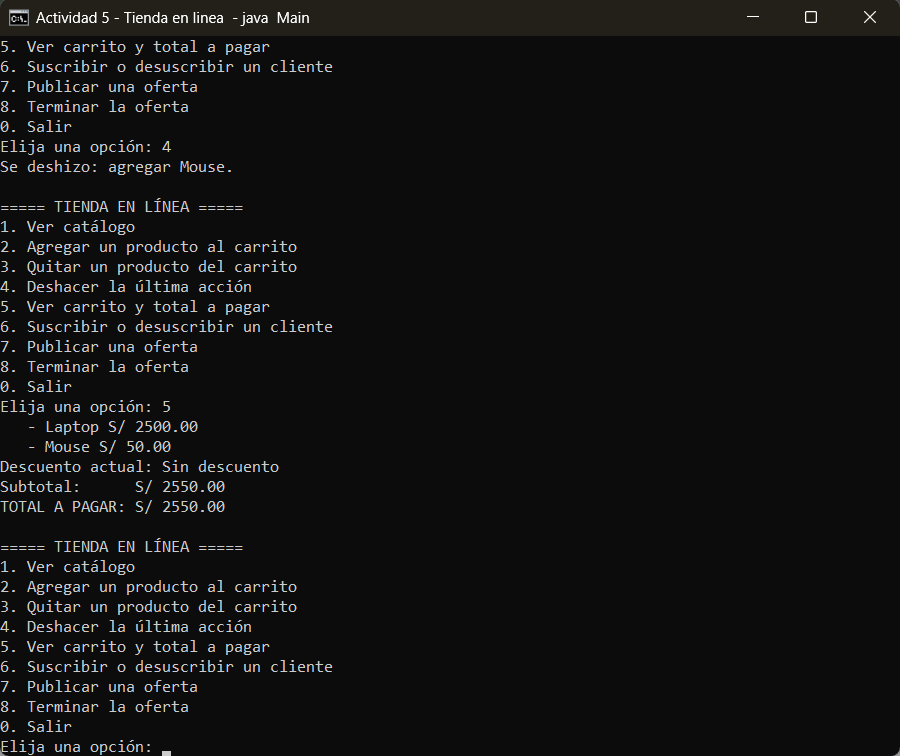 Actividad 5 - Tienda en linea  - java  Main
5. Ver carrito y total a pagar
6. Suscribir o desuscribir un cliente
7. Publicar una oferta
8. Terminar la oferta
0. Salir
Elija una opción: 4
Se deshizo: agregar Mouse.

===== TIENDA EN LÍNEA =====
1. Ver catálogo
2. Agregar un producto al carrito
3. Quitar un producto del carrito
4. Deshacer la última acción
5. Ver carrito y total a pagar
6. Suscribir o desuscribir un cliente
7. Publicar una oferta
8. Terminar la oferta
0. Salir
Elija una opción: 5
   - Laptop S/ 2500.00
   - Mouse S/ 50.00
Descuento actual: Sin descuento
Subtotal:      S/ 2550.00
TOTAL A PAGAR: S/ 2550.00

===== TIENDA EN LÍNEA =====
1. Ver catálogo
2. Agregar un producto al carrito
3. Quitar un producto del carrito
4. Deshacer la última acción
5. Ver carrito y total a pagar
6. Suscribir o desuscribir un cliente
7. Publicar una oferta
8. Terminar la oferta
0. Salir
Elija una opción: